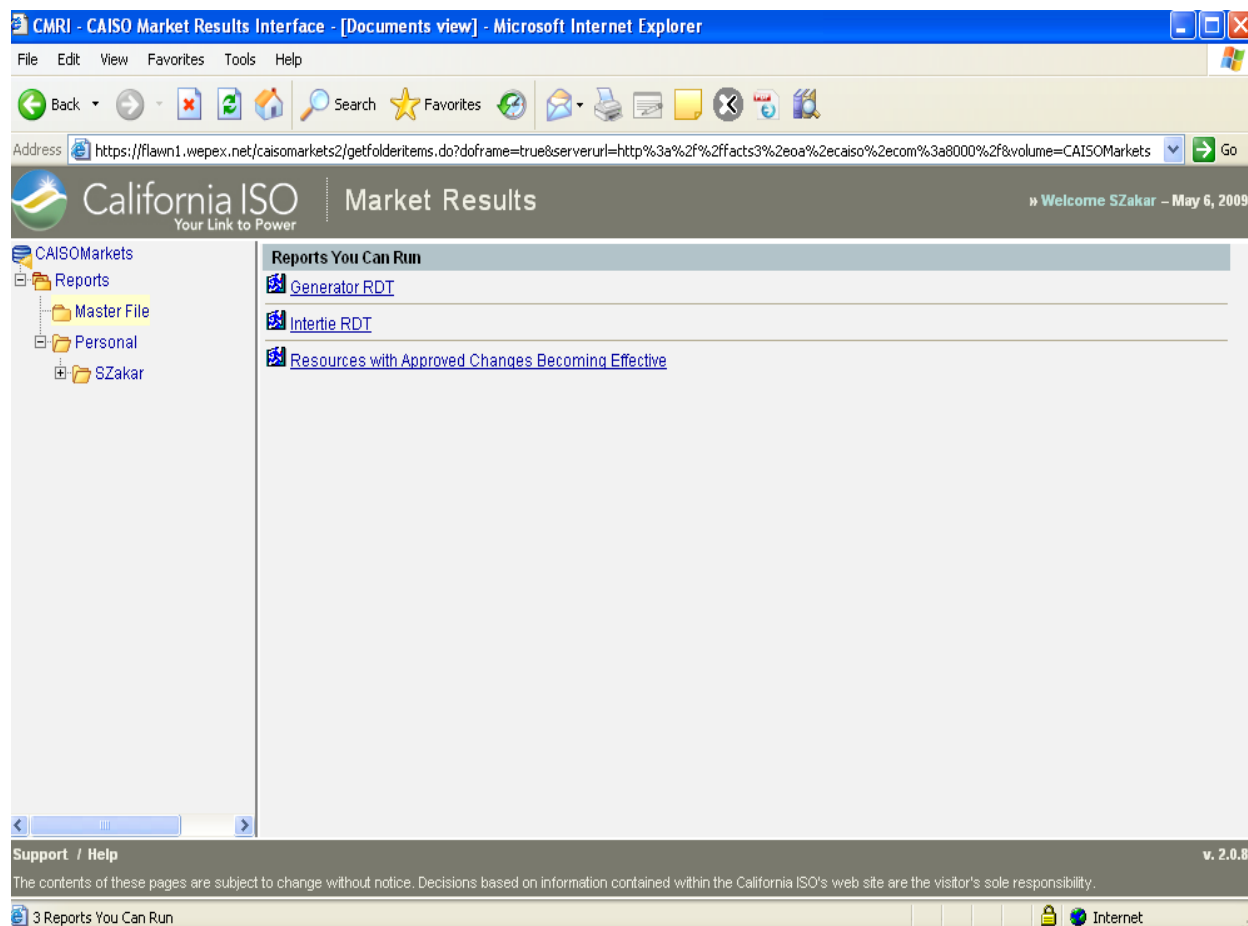 CMRI - CAISO Market Results Interface - [Documents view] - Microsoft Internet Explorer
File Edit View Favorites Tools Help
Back Search Favorites
Address https://flawn1.wepex.net/caisomarkets2/getfolderitems.do?doframe=true&serverurl=http%3a%2f%2ffacts3%2eoa%2ecaiso%2ecom%3a8000%2f&volume=CAISOMarkets Go
California ISO
Your Link to Power
Market Results
» Welcome SZakar – May 6, 2009
CAISOMarkets
Reports
Master File
Personal
SZakar
Reports You Can Run
Generator RDT
Intertie RDT
Resources with Approved Changes Becoming Effective
Support / Help
v. 2.0.8
The contents of these pages are subject to change without notice. Decisions based on information contained within the California ISO's web site are the visitor's sole responsibility.
3 Reports You Can Run
Internet